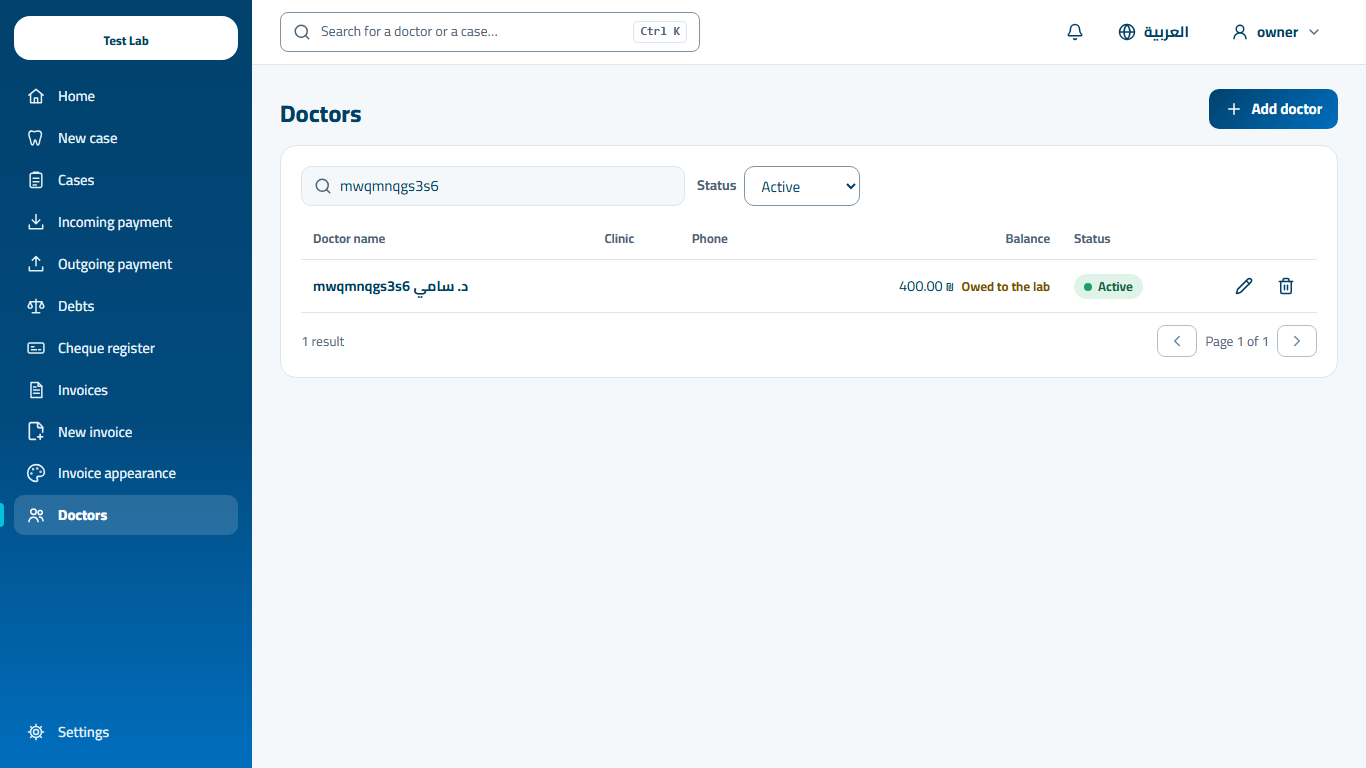 Test Lab
Home
New case
Cases
Incoming payment
Outgoing payment
Debts
Cheque register
Invoices
New invoice
Invoice appearance
Doctors
Settings
Search for a doctor or a case...
Ctrl K
العربية
owner
Doctors
Add doctor
mwqmnqgs3s6
Status
Active
Doctor name Clinic Phone Balance Status
د. سامي mwqmnqgs3s6 400.00 ₪ Owed to the lab Active
1 result
Page 1 of 1